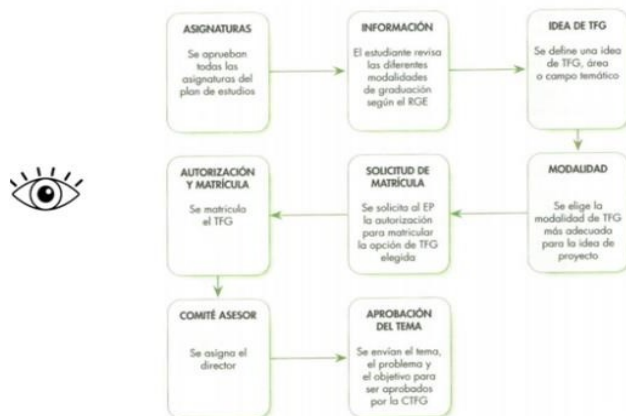 ASIGNATURAS
Se aprueban
todas las
asignaturas del
plan de estudios
INFORMACIÓN
El estudiante revisa
las diferentes
modalidades
de graduación
según el RGE
IDEA DE TFG
Se define una idea
de TFG, área
o campo temático
MODALIDAD
Se elige la
modalidad de TFG
más adecuada
para la idea de
proyecto
SOLICITUD DE
MATRÍCULA
Se solicita al EP
la autorización
para matricular
la opción de TFG
elegida
AUTORIZACIÓN
Y MATRÍCULA
Se matricula
el TFG
COMITÉ ASESOR
Se asigna el
director
APROBACIÓN
DEL TEMA
Se envían el tema,
el problema y
el objetivo para
ser aprobados
por la CTFG